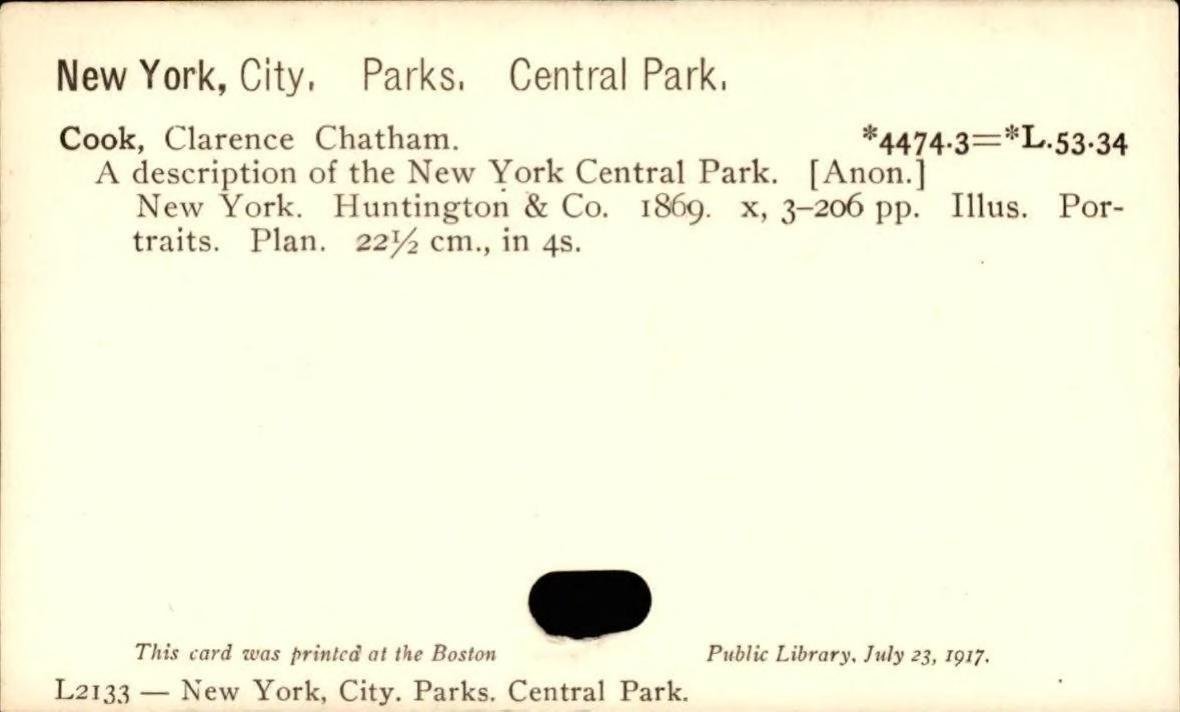 New York, City. Parks. Central Park.
Cook, Clarence Chatham. *4474.3=*L.53.34
A description of the New York Central Park. [Anon.]
New York. Huntington & Co. 1869. x, 3–206 pp. Illus. Por-
traits. Plan. 22½ cm., in 4s.
This card was printed at the Boston Public Library, July 23, 1917.
L2133 — New York, City. Parks. Central Park.